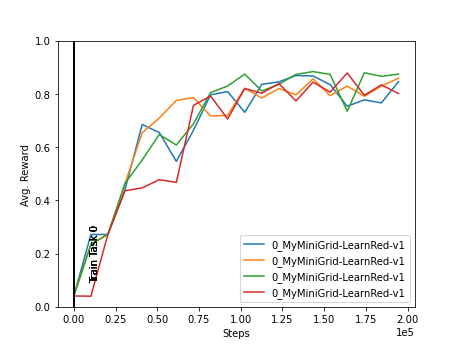 1.0
0.8
0.6
0.4
0.2
0.0
Avg. Reward
Train Task 0
0_MyMiniGrid-LearnRed-v1
0_MyMiniGrid-LearnRed-v1
0_MyMiniGrid-LearnRed-v1
0_MyMiniGrid-LearnRed-v1
0.00 0.25 0.50 0.75 1.00 1.25 1.50 1.75 2.00
1e5
Steps